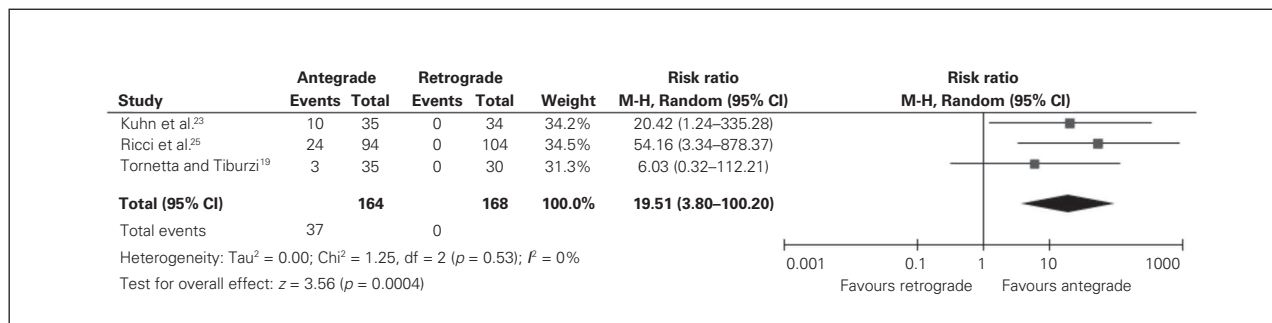 Antegrade Retrograde Risk ratio Risk ratio
Study Events Total Events Total Weight M-H, Random (95% CI) M-H, Random (95% CI)
Kuhn et al.²³ 10 35 0 34 34.2% 20.42 (1.24–335.28)
Ricci et al.²⁵ 24 94 0 104 34.5% 54.16 (3.34–878.37)
Tornetta and Tiburzi¹⁹ 3 35 0 30 31.3% 6.03 (0.32–112.21)
Total (95% CI) 164 168 100.0% 19.51 (3.80–100.20)
Total events 37 0
Heterogeneity: Tau² = 0.00; Chi² = 1.25, df = 2 (p = 0.53); I² = 0%
Test for overall effect: z = 3.56 (p = 0.0004)
0.001 0.1 1 10 1000
Favours retrograde Favours antegrade